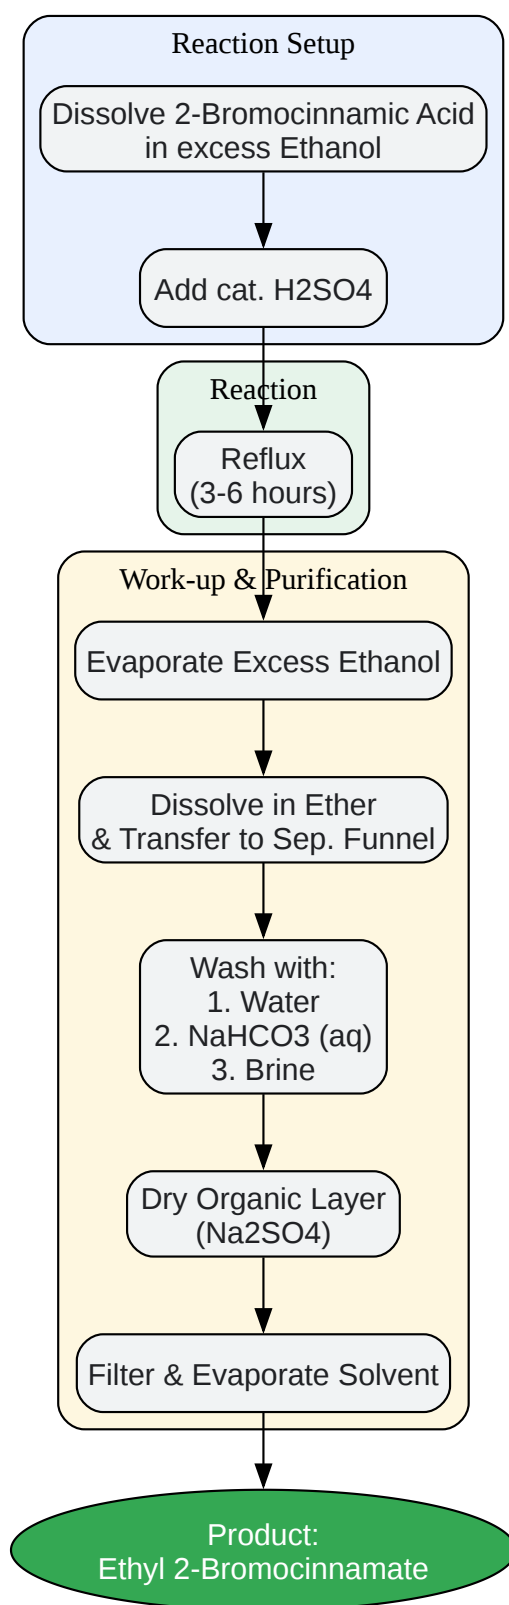 Reaction Setup
Dissolve 2-Bromocinnamic Acid
in excess Ethanol
Add cat. H2SO4
Reaction
Reflux
(3-6 hours)
Work-up & Purification
Evaporate Excess Ethanol
Dissolve in Ether
& Transfer to Sep. Funnel
Wash with:
1. Water
2. NaHCO3 (aq)
3. Brine
Dry Organic Layer
(Na2SO4)
Filter & Evaporate Solvent
Product:
Ethyl 2-Bromocinnamate